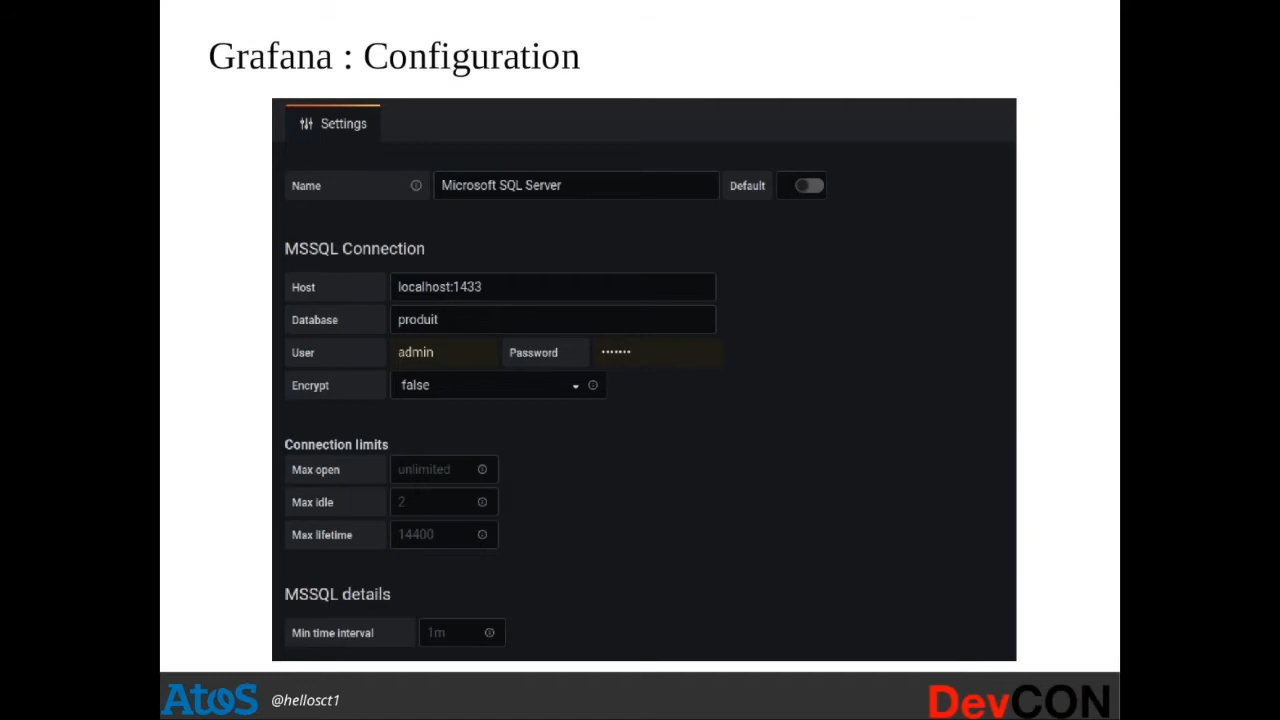 Grafana : Configuration
Settings
Name Microsoft SQL Server Default
MSSQL Connection
Host localhost:1433
Database produit
User admin Password •••••••
Encrypt false
Connection limits
Max open unlimited
Max idle 2
Max lifetime 14400
MSSQL details
Min time interval 1m
Atos @hellosct1 DevCON